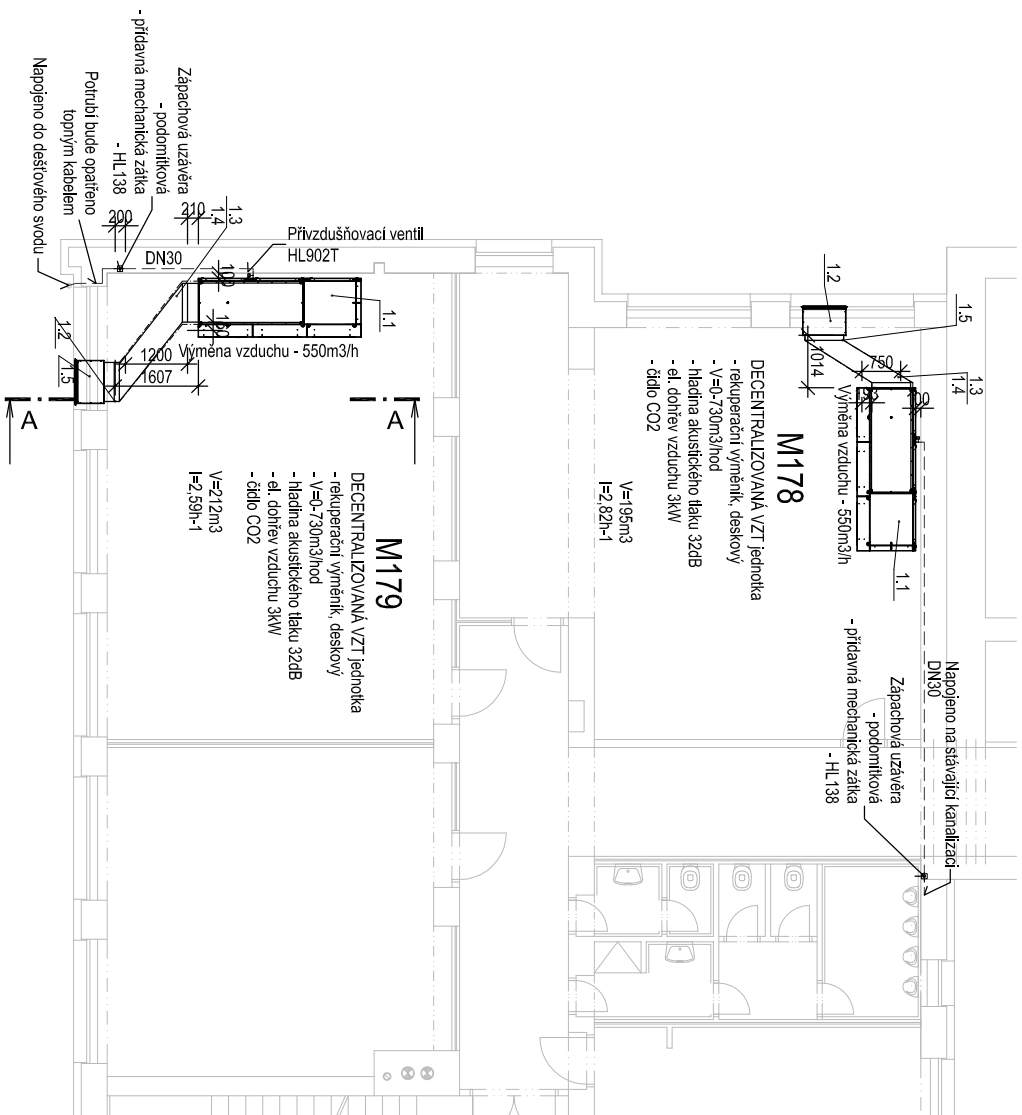 Zápachová uzávěra
- podomítková
- přídavná mechanická zátka
- HL138
Potrubí bude opatřeno
topným kabelem
Napojeno do dešťového svodu
200
210
1.3
1.4
DN30
Přivzdušňovací ventil
HL902T
100
1.1
Výměna vzduchu - 550m3/h
1200
1607
1.2
1.5
A
A
M179
DECENTRALIZOVANÁ VZT jednotka
- rekuperační výměník, deskový
- V=0-730m3/hod
- hladina akustického tlaku 32dB
- el. dohřev vzduchu 3kW
- čidlo CO2
V=212m3
I=2,59h-1
1.2
1.5
1014
750
1.3
1.4
Výměna vzduchu - 550m3/h
1.1
M178
DECENTRALIZOVANÁ VZT jednotka
- rekuperační výměník, deskový
- V=0-730m3/hod
- hladina akustického tlaku 32dB
- el. dohřev vzduchu 3kW
- čidlo CO2
V=195m3
I=2,82h-1
Napojeno na stávající kanalizaci
DN30
Zápachová uzávěra
- podomítková
- přídavná mechanická zátka
- HL138